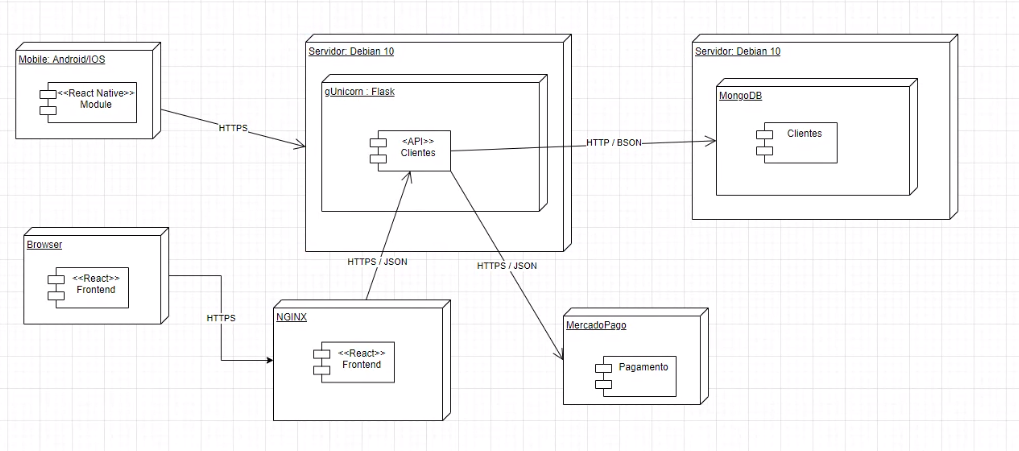 Mobile: Android/IOS
<<React Native>>
Module
HTTPS
Servidor: Debian 10
gUnicorn : Flask
<API>>
Clientes
HTTP / BSON
Servidor: Debian 10
MongoDB
Clientes
Browser
<<React>>
Frontend
HTTPS
HTTPS / JSON
HTTPS / JSON
NGINX
<<React>>
Frontend
MercadoPago
Pagamento